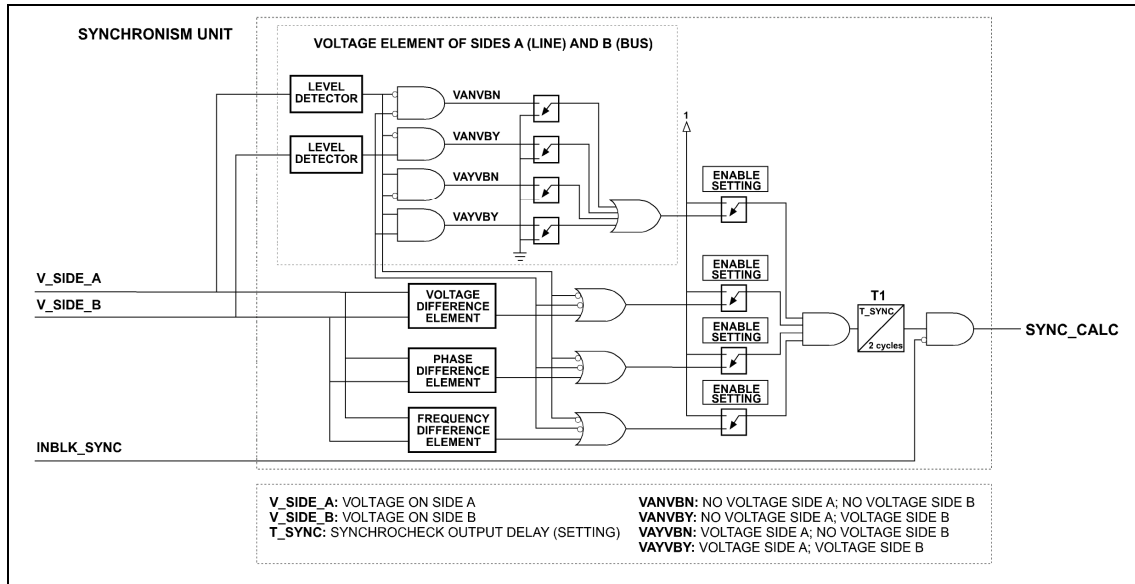 SYNCHRONISM UNIT
VOLTAGE ELEMENT OF SIDES A (LINE) AND B (BUS)
LEVEL
DETECTOR
VANVBN
LEVEL
DETECTOR
VANVBY
VAYVBN
VAYVBY
1
ENABLE
SETTING
V_SIDE_A
V_SIDE_B
VOLTAGE
DIFFERENCE
ELEMENT
ENABLE
SETTING
T1
T_SYNC
2 cycles
SYNC_CALC
PHASE
DIFFERENCE
ELEMENT
ENABLE
SETTING
FREQUENCY
DIFFERENCE
ELEMENT
ENABLE
SETTING
INBLK_SYNC
V_SIDE_A: VOLTAGE ON SIDE A
V_SIDE_B: VOLTAGE ON SIDE B
T_SYNC: SYNCHROCHECK OUTPUT DELAY (SETTING)
VANVBN: NO VOLTAGE SIDE A; NO VOLTAGE SIDE B
VANVBY: NO VOLTAGE SIDE A; VOLTAGE SIDE B
VAYVBN: VOLTAGE SIDE A; NO VOLTAGE SIDE B
VAYVBY: VOLTAGE SIDE A; VOLTAGE SIDE B